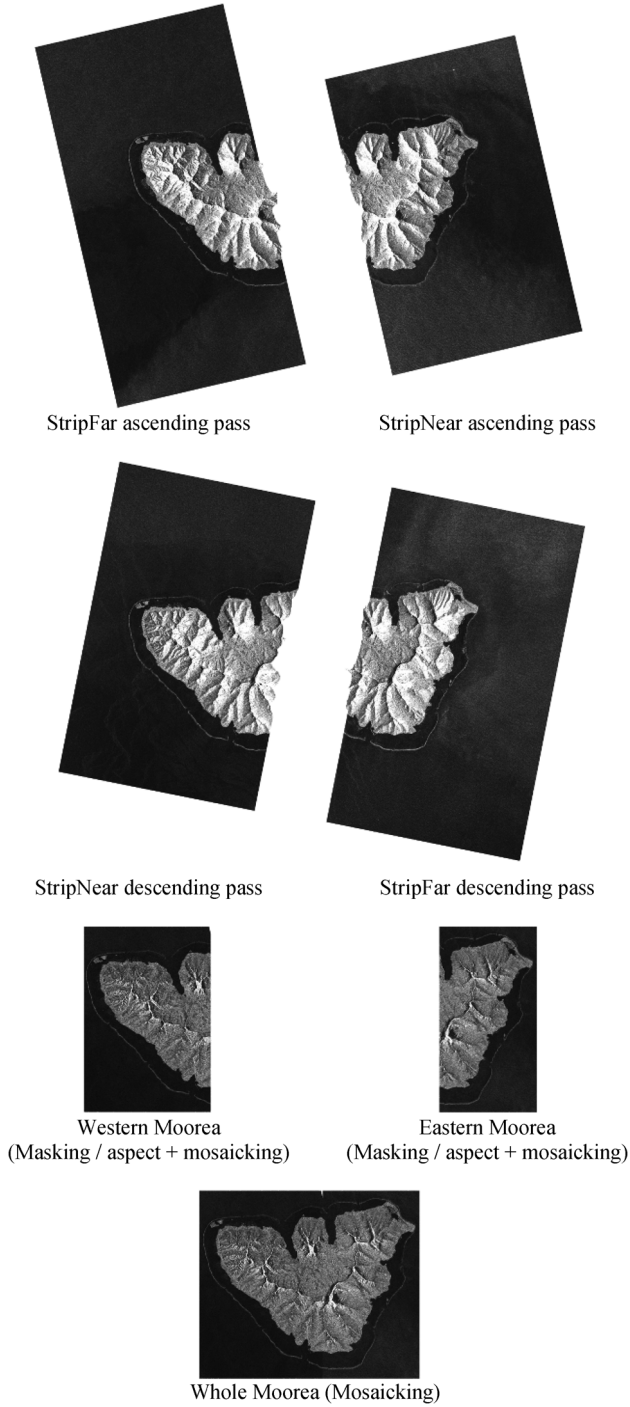 StripFar ascending pass
StripNear ascending pass
StripNear descending pass
StripFar descending pass
Western Moorea
(Masking / aspect + mosaicking)
Eastern Moorea
(Masking / aspect + mosaicking)
Whole Moorea (Mosaicking)